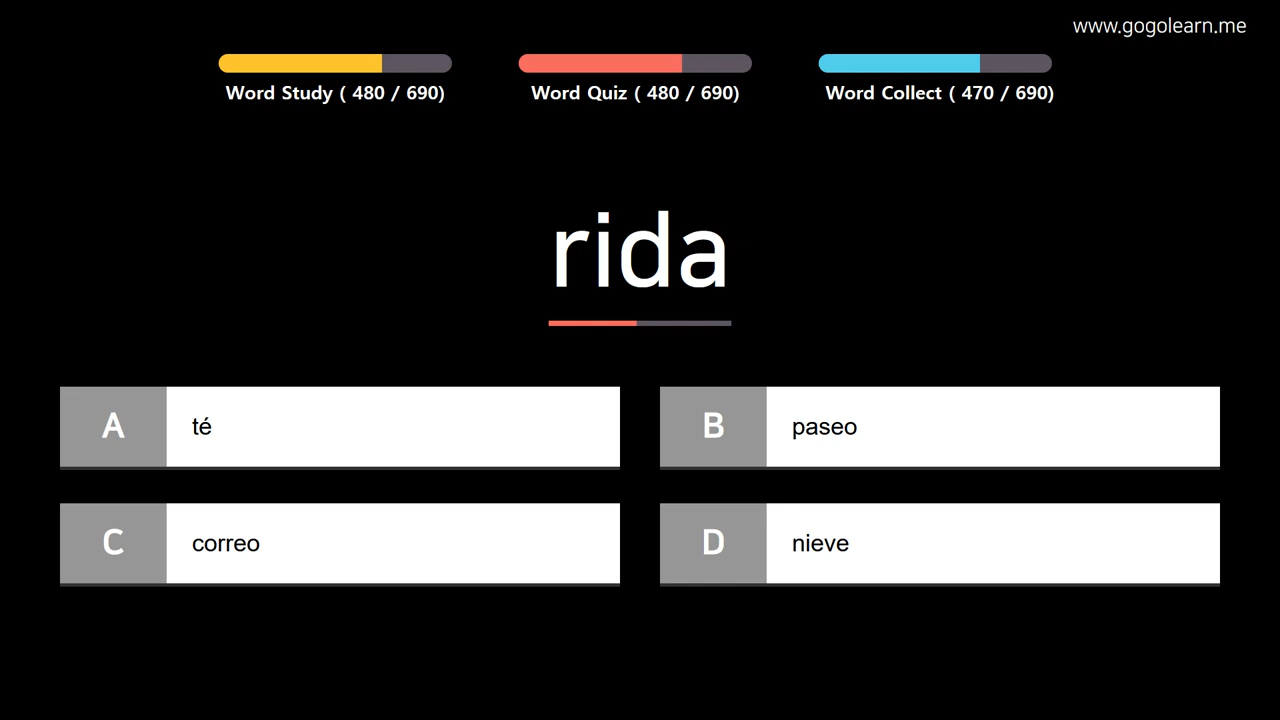 www.gogolearn.me
Word Study ( 480 / 690)
Word Quiz ( 480 / 690)
Word Collect ( 470 / 690)
rida
A té
B paseo
C correo
D nieve